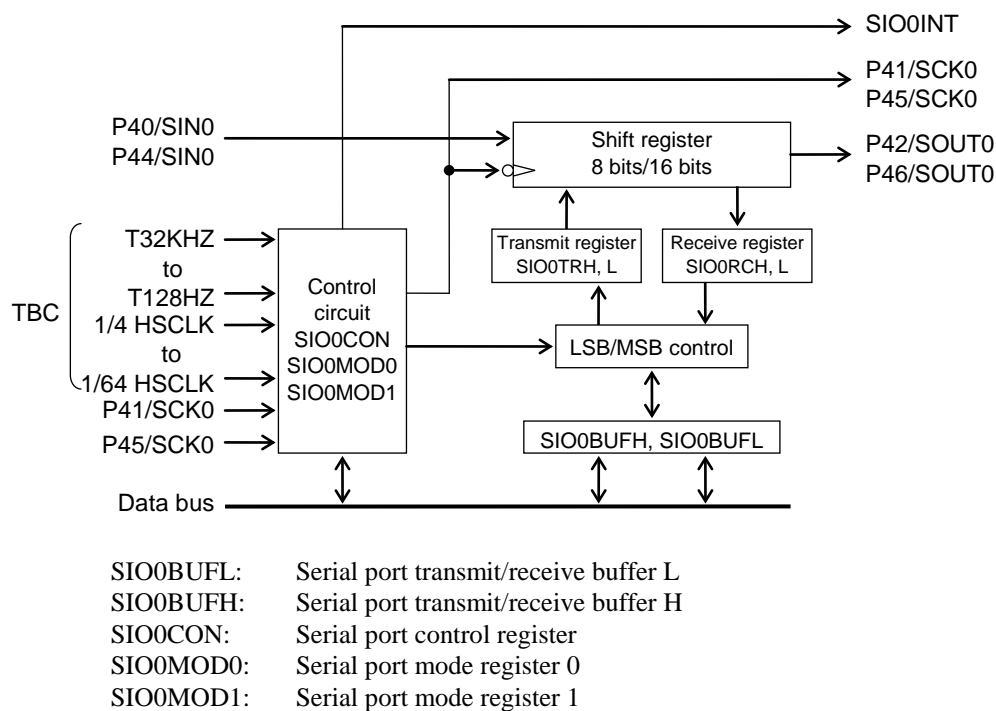 SIO0INT
P41/SCK0
P45/SCK0
P40/SIN0
P44/SIN0
Shift register
8 bits/16 bits
P42/SOUT0
P46/SOUT0
TBC
T32KHZ
to
T128HZ
1/4 HSCLK
to
1/64 HSCLK
P41/SCK0
P45/SCK0
Control
circuit
SIO0CON
SIO0MOD0
SIO0MOD1
Transmit register
SIO0TRH, L
Receive register
SIO0RCH, L
LSB/MSB control
SIO0BUFH, SIO0BUFL
Data bus
SIO0BUFL: Serial port transmit/receive buffer L
SIO0BUFH: Serial port transmit/receive buffer H
SIO0CON: Serial port control register
SIO0MOD0: Serial port mode register 0
SIO0MOD1: Serial port mode register 1